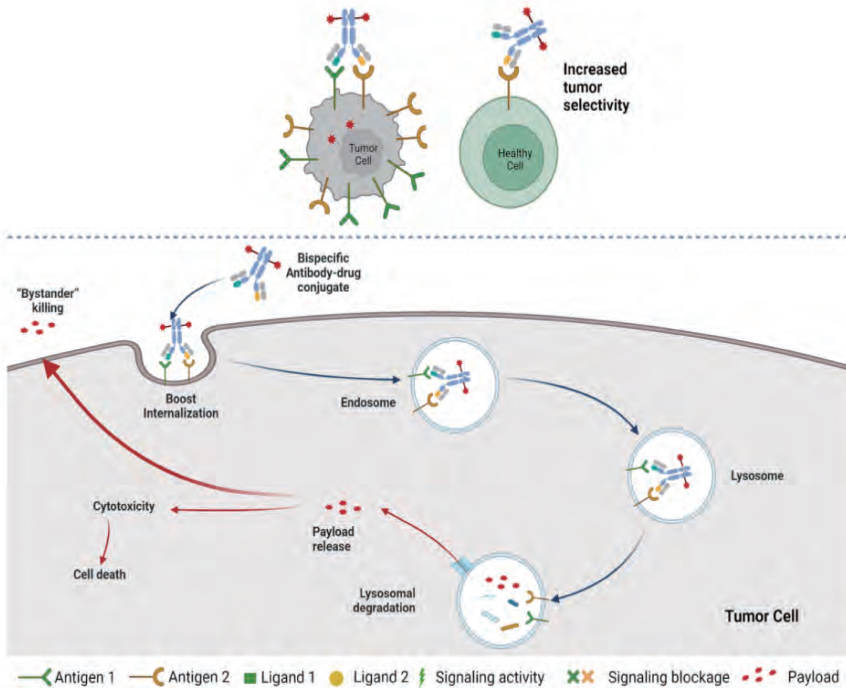 Increased
tumor
selectivity
Tumor
Cell
Healthy
Cell
Bispecific
Antibody-drug
conjugate
"Bystander"
killing
Boost
Internalization
Endosome
Lysosome
Cytotoxicity
Payload
release
Cell death
Lysosomal
degradation
Tumor Cell
Antigen 1 Antigen 2 Ligand 1 Ligand 2 Signaling activity Signaling blockage Payload